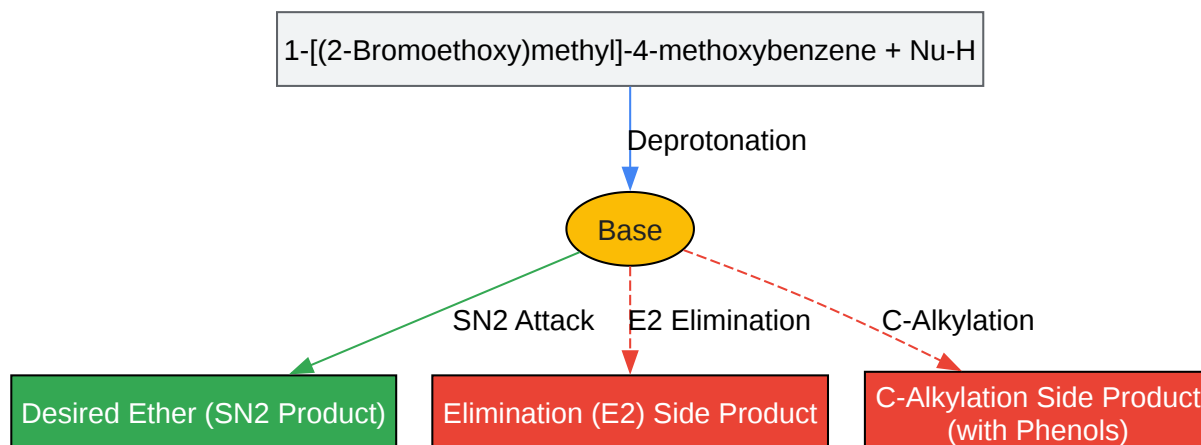 1-[(2-Bromoethoxy)methyl]-4-methoxybenzene + Nu-H
Deprotonation
Base
SN2 Attack
E2 Elimination
C-Alkylation
Desired Ether (SN2 Product)
Elimination (E2) Side Product
C-Alkylation Side Product
(with Phenols)